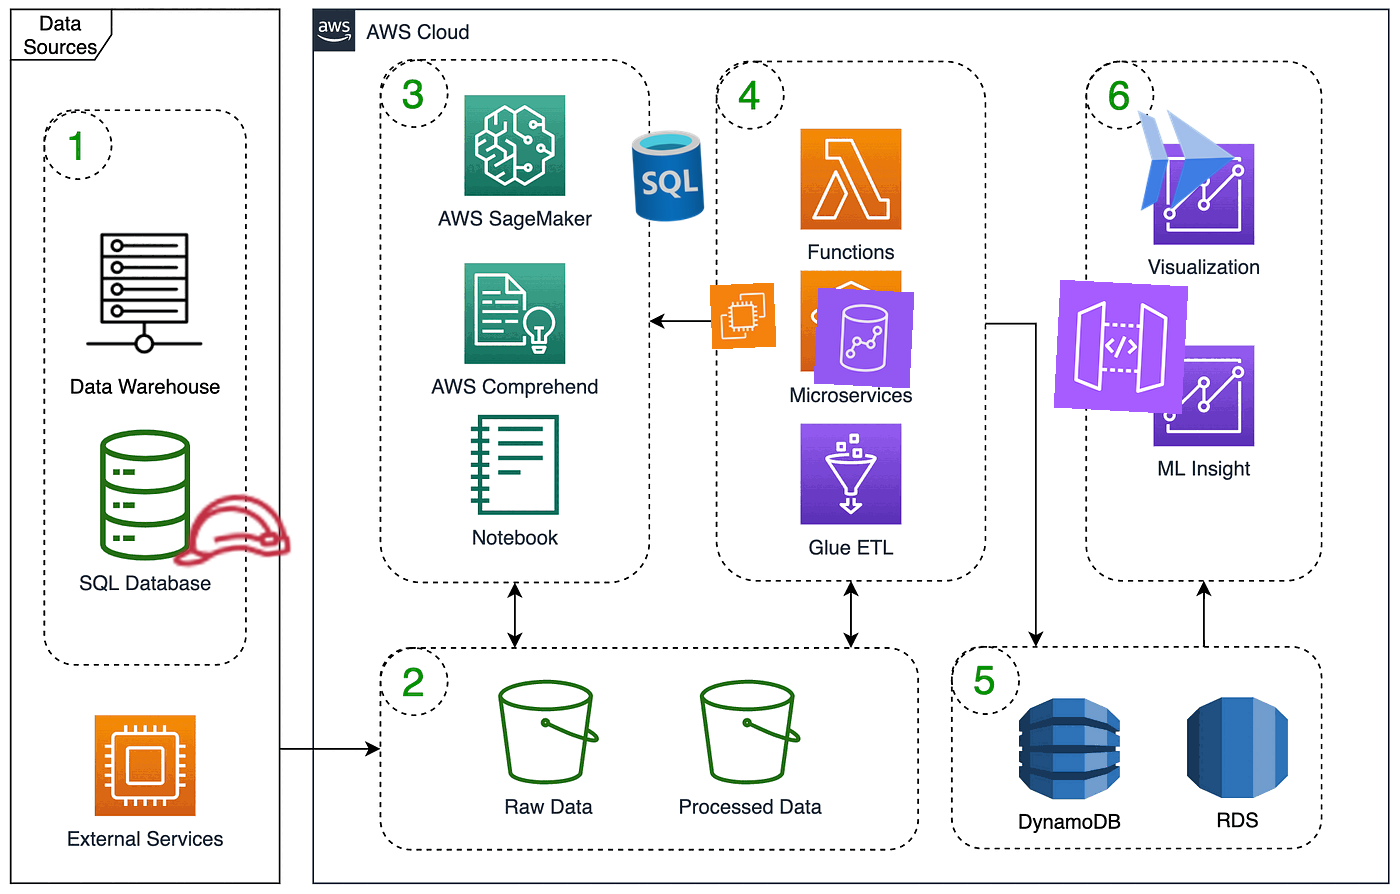 Data
Sources
aws
AWS Cloud
1
Data Warehouse
SQL Database
External Services
3
AWS SageMaker
AWS Comprehend
Notebook
SQL
4
Functions
Microservices
Glue ETL
6
Visualization
</>
ML Insight
2
Raw Data
Processed Data
5
DynamoDB
RDS